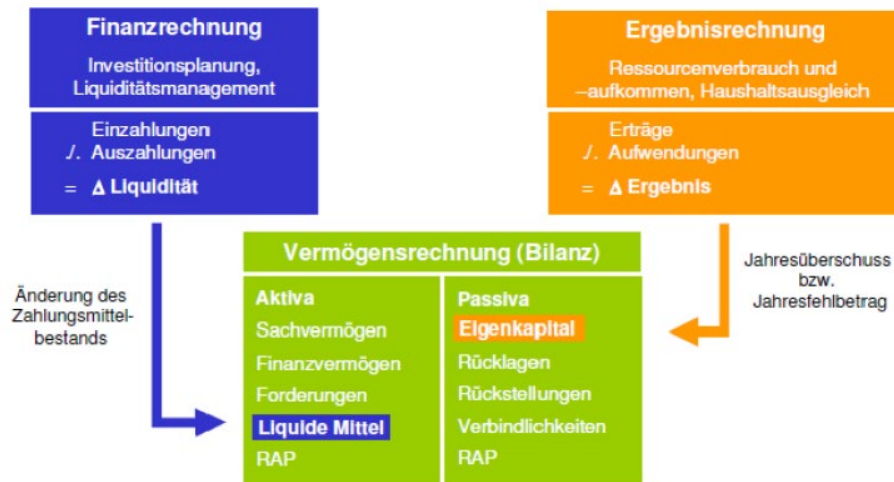 Finanzrechnung
Investitionsplanung,
Liquiditätsmanagement
Einzahlungen
./. Auszahlungen
= Δ Liquidität
Ergebnisrechnung
Ressourcenverbrauch und
–aufkommen, Haushaltsausgleich
Erträge
./. Aufwendungen
= Δ Ergebnis
Änderung des
Zahlungsmittel-
bestands
Vermögensrechnung (Bilanz)
Aktiva
Sachvermögen
Finanzvermögen
Forderungen
Liquide Mittel
RAP
Passiva
Eigenkapital
Rücklagen
Rückstellungen
Verbindlichkeiten
RAP
Jahresüberschuss
bzw.
Jahresfehlbetrag